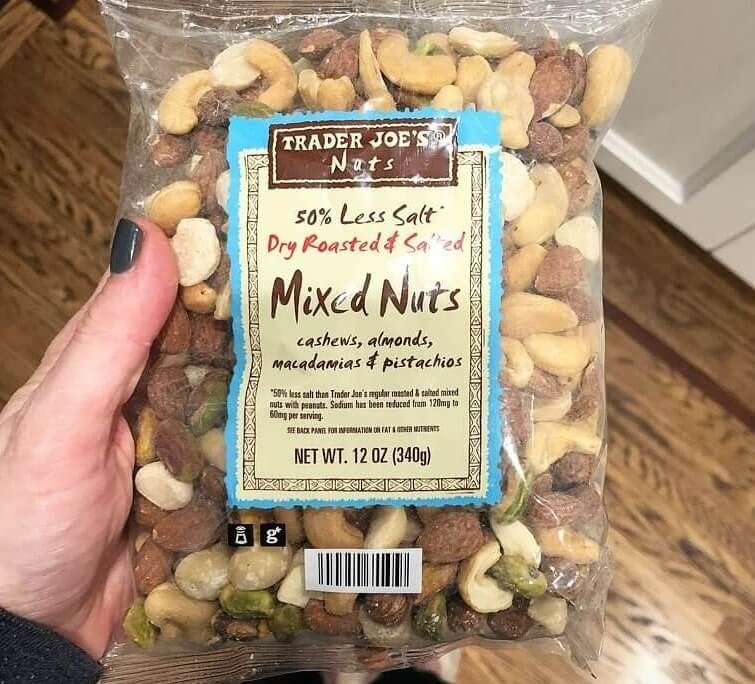 TRADER JOE'S®
Nuts
50% Less Salt*
Dry Roasted & Salted
Mixed Nuts
cashews, almonds,
macadamias & pistachios
*50% less salt than Trader Joe's regular roasted & salted mixed
nuts with peanuts. Sodium has been reduced from 120mg to
60mg per serving.
SEE BACK PANEL FOR INFORMATION ON FAT & OTHER NUTRIENTS
NET WT. 12 OZ (340g)
g+